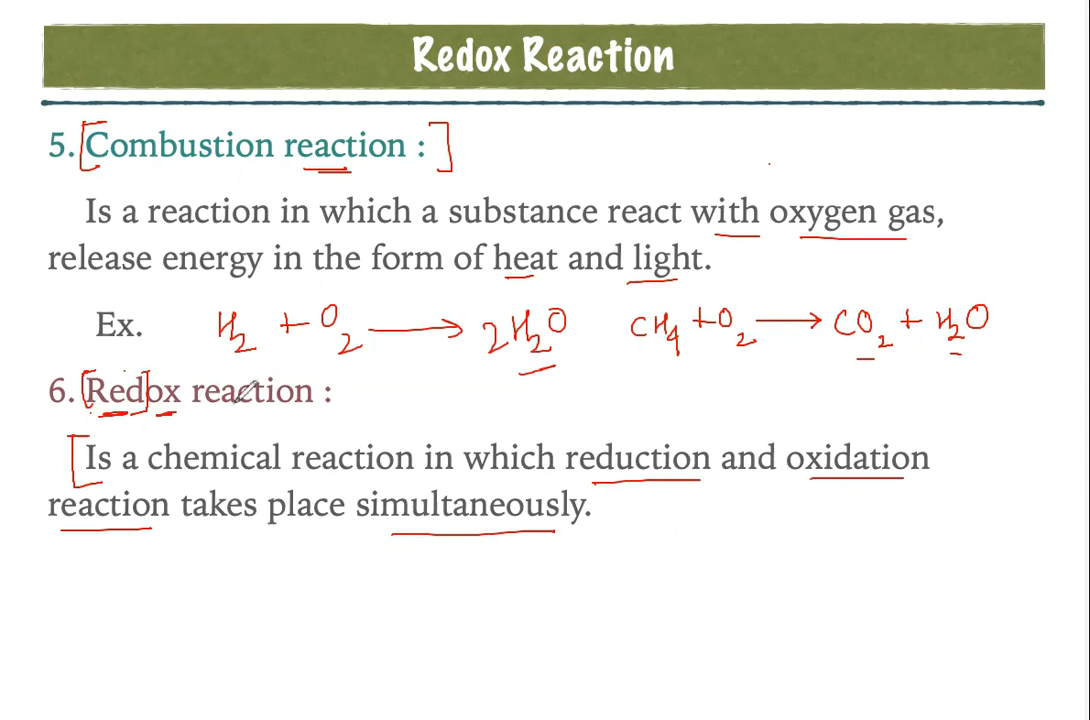 Redox Reaction
5. [Combustion reaction : ]
Is a reaction in which a substance react with oxygen gas,
release energy in the form of heat and light.
Ex. H₂ + O₂ ⟶ 2H₂O CH₄ + O₂ ⟶ CO₂ + H₂O
6. [Red]ox reaction :
[Is a chemical reaction in which reduction and oxidation
reaction takes place simultaneously.